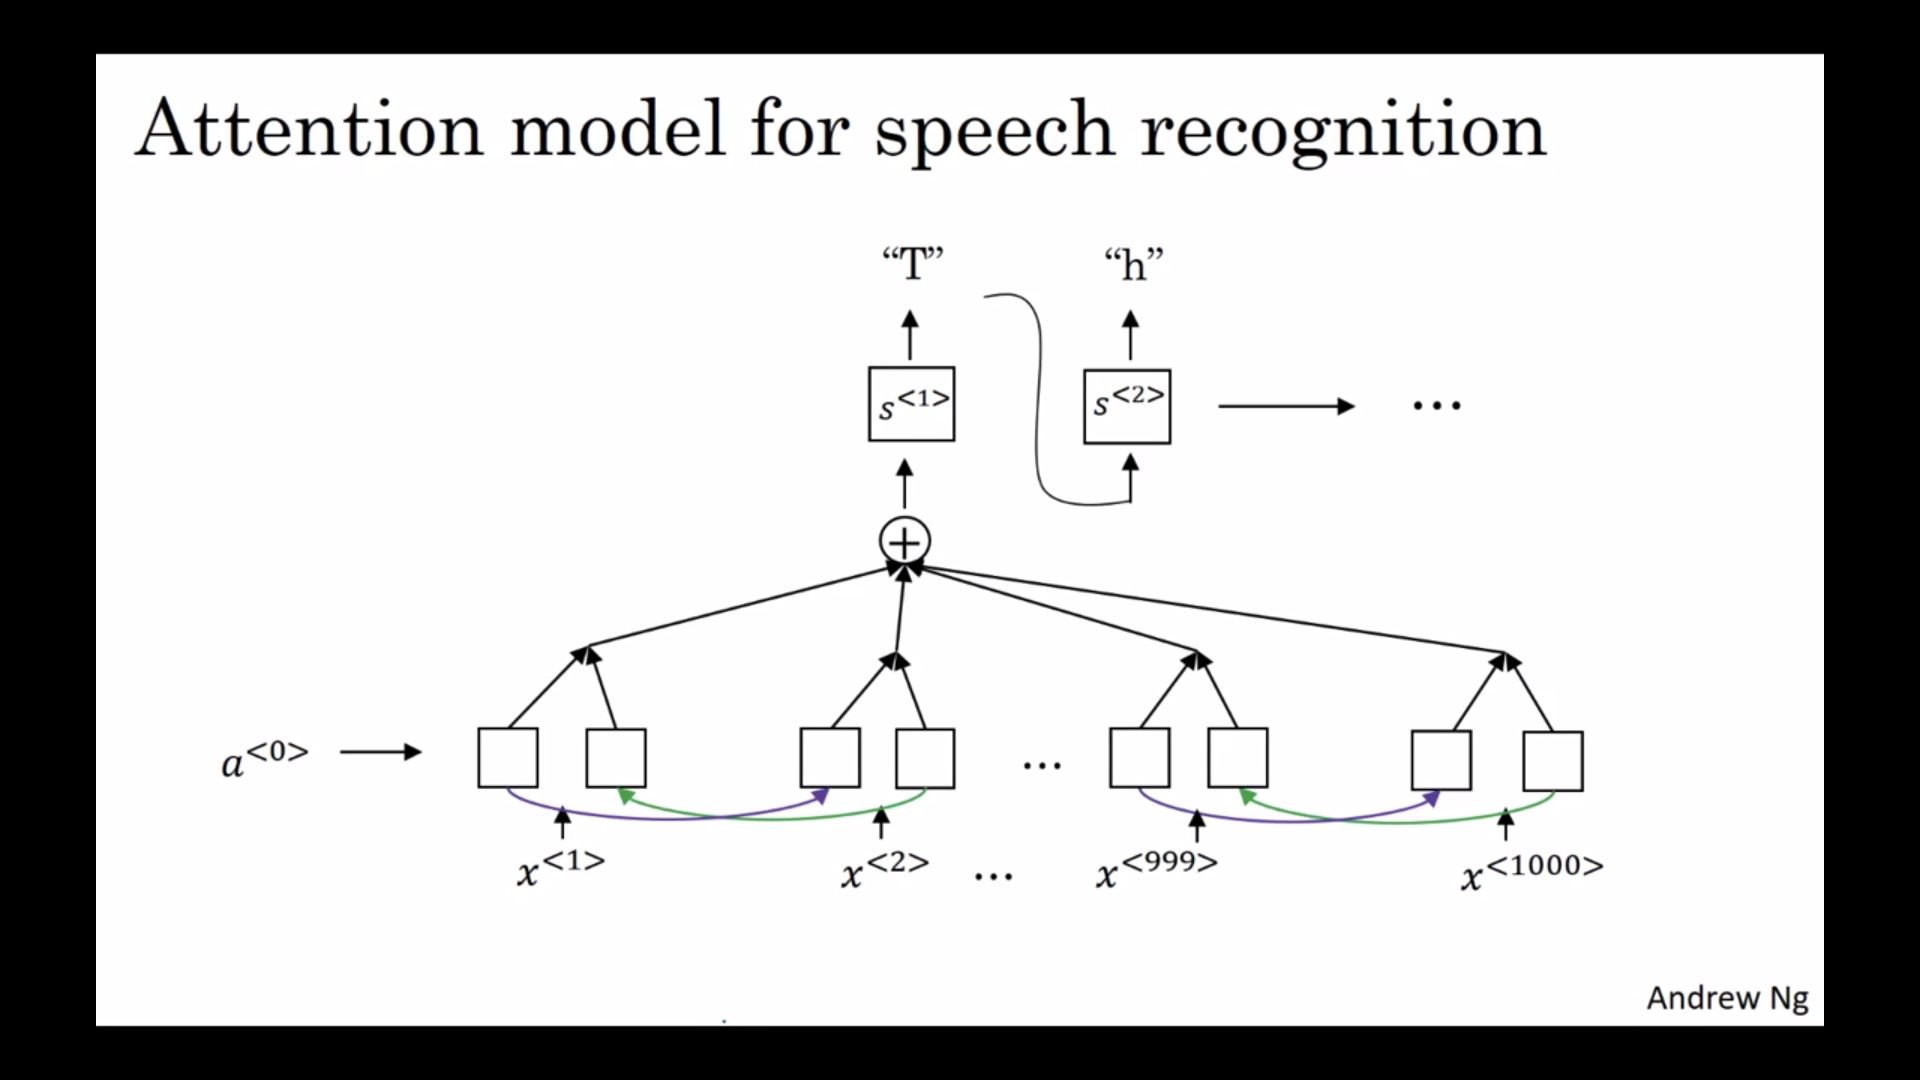 Attention model for speech recognition
“T” “h”
s<1> s<2> ...
+
a<0> ...
x<1> x<2> ... x<999> x<1000>
Andrew Ng